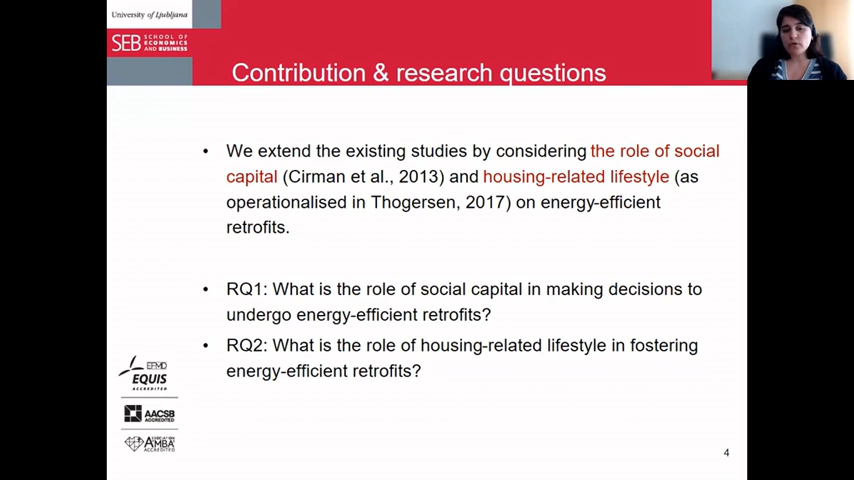 University of Ljubljana
SEB SCHOOL OF
ECONOMICS
AND BUSINESS
Contribution & research questions
• We extend the existing studies by considering the role of social
capital (Cirman et al., 2013) and housing-related lifestyle (as
operationalised in Thogersen, 2017) on energy-efficient
retrofits.
• RQ1: What is the role of social capital in making decisions to
undergo energy-efficient retrofits?
• RQ2: What is the role of housing-related lifestyle in fostering
energy-efficient retrofits?
EFMD
EQUIS
ACCREDITED
AACSB
ACCREDITED
ASSOCIATION
AMBA
ACCREDITED
4